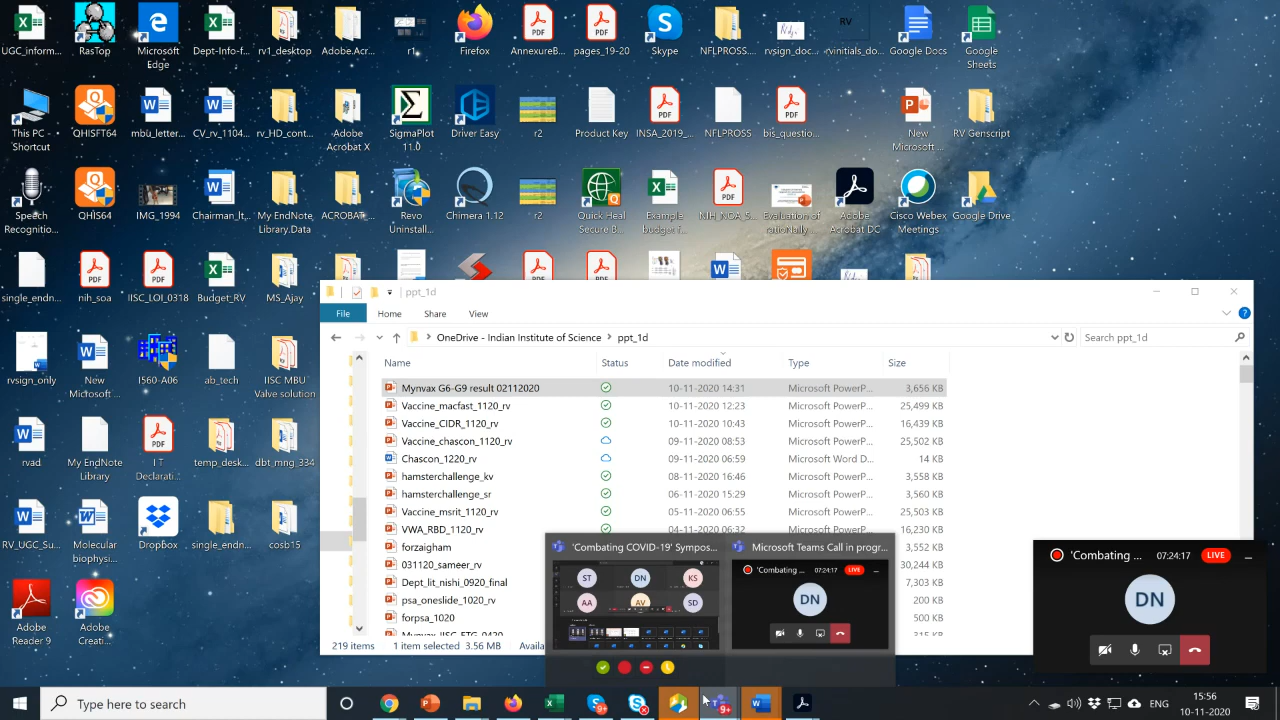 UGC_inform...
RasTop
Microsoft Edge
Dept-Info-f...
rv1_desktop
Adobe.Acr...
r1
Firefox
AnnexureB...
pages_19-20
Skype
NFLPROSS...
rvsign_doc...
RV
rvinitials_do...
Google Docs
Google Sheets
This PC - Shortcut
QHISFT64
mbu_letter...
CV_rv_1104...
rv_HD_cont...
Adobe Acrobat X
SigmaPlot 11.0
Driver Easy
r2
Product Key
INSA_2019_...
NFLPROSS
bis_questio...
New Microsoft...
RV Genscript
Speech Recognitio...
QHIS64
IMG_1994
Chairman_lt...
My EndNote Library.Data
ACROBAT_...
Revo Uninstall...
Chimera 1.12
r2
Quick Heal Secure B...
Example budget f...
NIH_NOA_5...
Evaluation of rationally...
Adobe Acrobat DC
Cisco Webex Meetings
Google Drive
single_endn...
nih_soa
IISC_LOI_0318
Budget_RV
MS_Ajay
rvsign_only
New Microsoft ...
I560-A06
ab_tech
IISC MBU Valve solution
rvad
My EndNote Library
I T Declarati...
temp_desk...
dbt_mng_334
RV_UGC_Su...
Molecular biophysi...
Dropbox
single_endn...
cosb15
Adobe Reader 9
Adobe Creati...
ppt_1d
File Home Share View
OneDrive - Indian Institute of Science ppt_1d
Search ppt_1d
Name Status Date modified Type Size
Mynvax G6-G9 result 02112020 10-11-2020 14:31 Microsoft PowerP... 3,656 KB
Vaccine_macfast_1120_rv 10-11-2020 12:23 Microsoft PowerP... 25,499 KB
Vaccine_CIDR_1120_rv 10-11-2020 10:43 Microsoft PowerP... 16,439 KB
Vaccine_chascon_1120_rv 09-11-2020 08:53 Microsoft PowerP... 25,502 KB
Chascon_1220_rv 09-11-2020 06:59 Microsoft Word D... 14 KB
hamsterchallenge_kv 08-11-2020 16:46 Microsoft PowerP... 3,558 KB
hamsterchallenge_sr 06-11-2020 15:29 Microsoft PowerP... 3,560 KB
Vaccine_msrit_1120_rv 05-11-2020 06:55 Microsoft PowerP... 25,503 KB
VWA_RBD_1120_rv 04-11-2020 06:32 Microsoft PowerP... 16,230 KB
forzaigham 3,552 KB
031120_sameer_rv 30,244 KB
Dept_lit_nishi_0920_final 7,303 KB
psa_oneslide_1020_rv 200 KB
forpsa_1020 500 KB
219 items 1 item selected 3.56 MB Availa
'Combating COVID-19' Sympos...
ST DN KS
AA AV SD
Microsoft Teams Call in progr...
'Combating ... 07:24:17 LIVE
DN
'Combating ... 07:24:17 LIVE
DN
Type here to search
9+
9+
ENG
15:56
10-11-2020